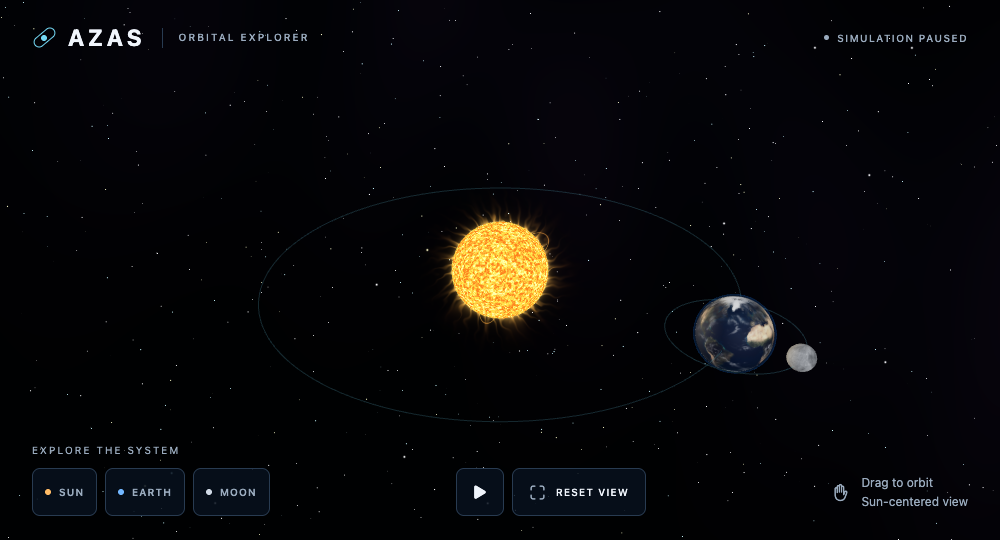 AZAS
ORBITAL EXPLORER
SIMULATION PAUSED
EXPLORE THE SYSTEM
SUN
EARTH
MOON
RESET VIEW
Drag to orbit
Sun-centered view